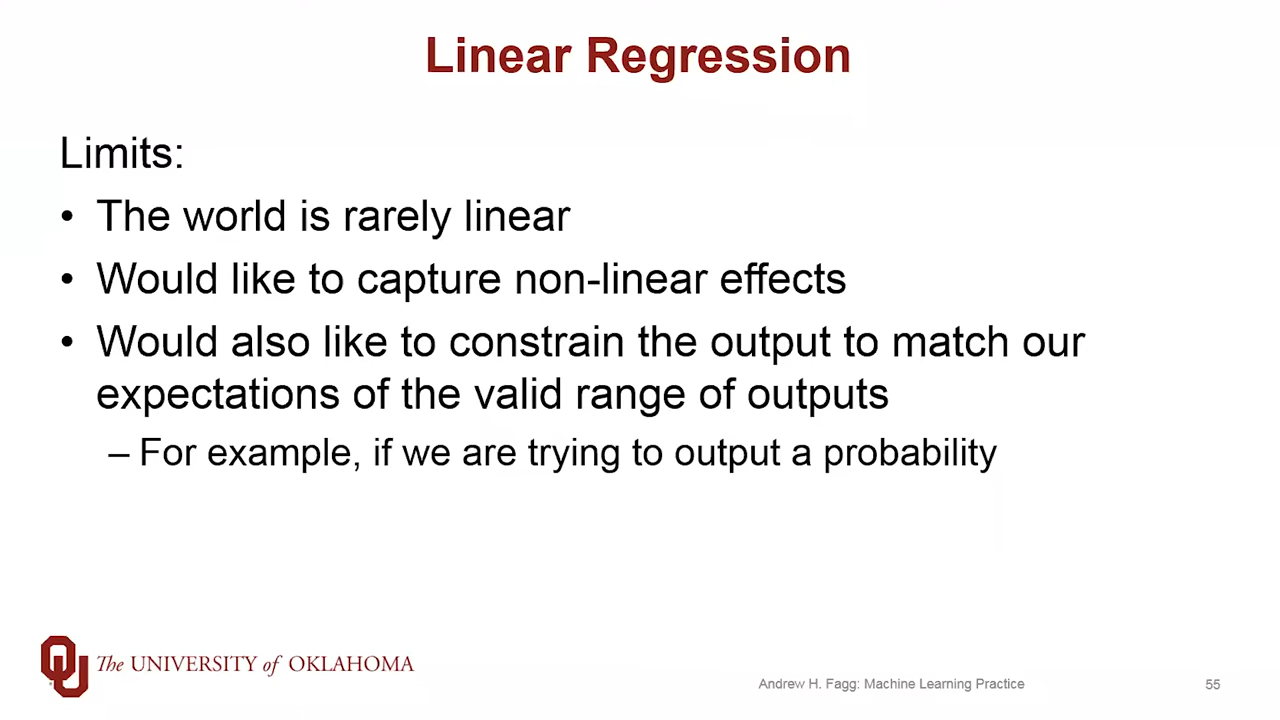 Linear Regression
Limits:
• The world is rarely linear
• Would like to capture non-linear effects
• Would also like to constrain the output to match our
expectations of the valid range of outputs
– For example, if we are trying to output a probability
OU
The UNIVERSITY of OKLAHOMA
Andrew H. Fagg: Machine Learning Practice
55